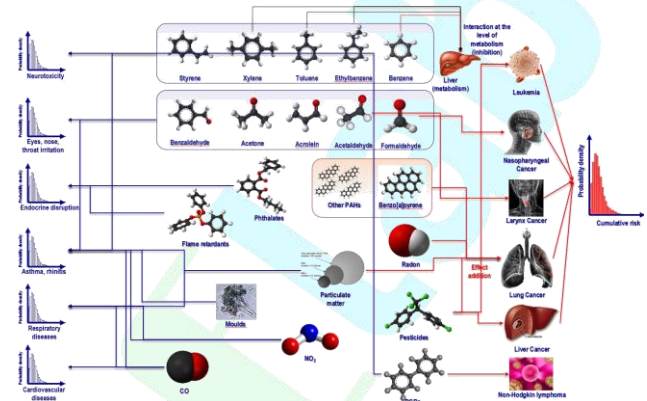 Probability density
Neurotoxicity
Probability density
Eyes, nose,
throat irritation
Probability density
Endocrine disruption
Probability density
Asthma, rhinitis
Probability density
Respiratory
diseases
Probability density
Cardiovascular
diseases
Styrene
Xylene
Toluene
Ethylbenzene
Benzene
Benzaldehyde
Acetone
Acrolein
Acetaldehyde
Formaldehyde
Phthalates
Flame retardants
Other PAHs
Benzo[a]pyrene
Radon
Particulate
matter
Moulds
Pesticides
NO2
CO
Interaction at the
level of
metabolism
(inhibition)
Liver
(metabolism)
Effect
addition
Leukemia
Nasopharyngeal
Cancer
Larynx Cancer
Lung Cancer
Liver Cancer
Non-Hodgkin lymphoma
Probability density
Cumulative risk